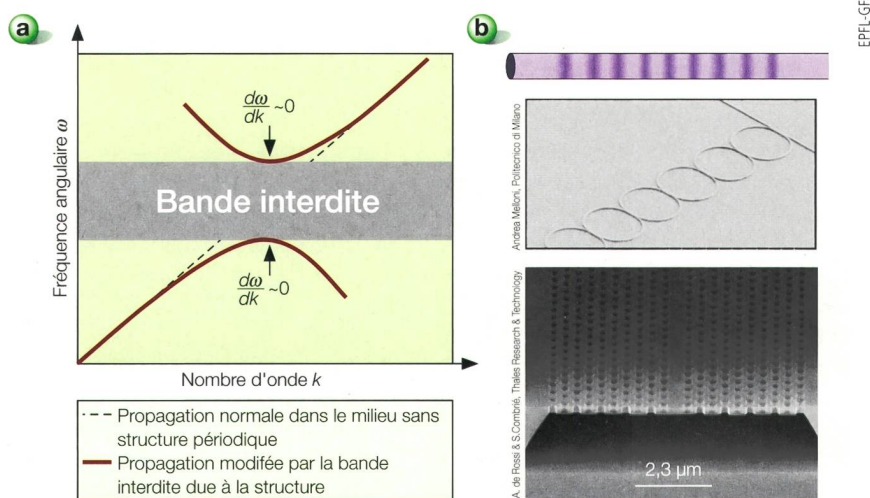 a
Fréquence angulaire ω
dω
dk
~0
Bande interdite
dω
dk
~0
Nombre d'onde k
Propagation normale dans le milieu sans
structure périodique
Propagation modifée par la bande
interdite due à la structure
b
EPFL-GF
Andrea Melloni, Politecnico di Milano
A. de Rossi & S.Combrié, Thales Research & Technology
2,3 µm